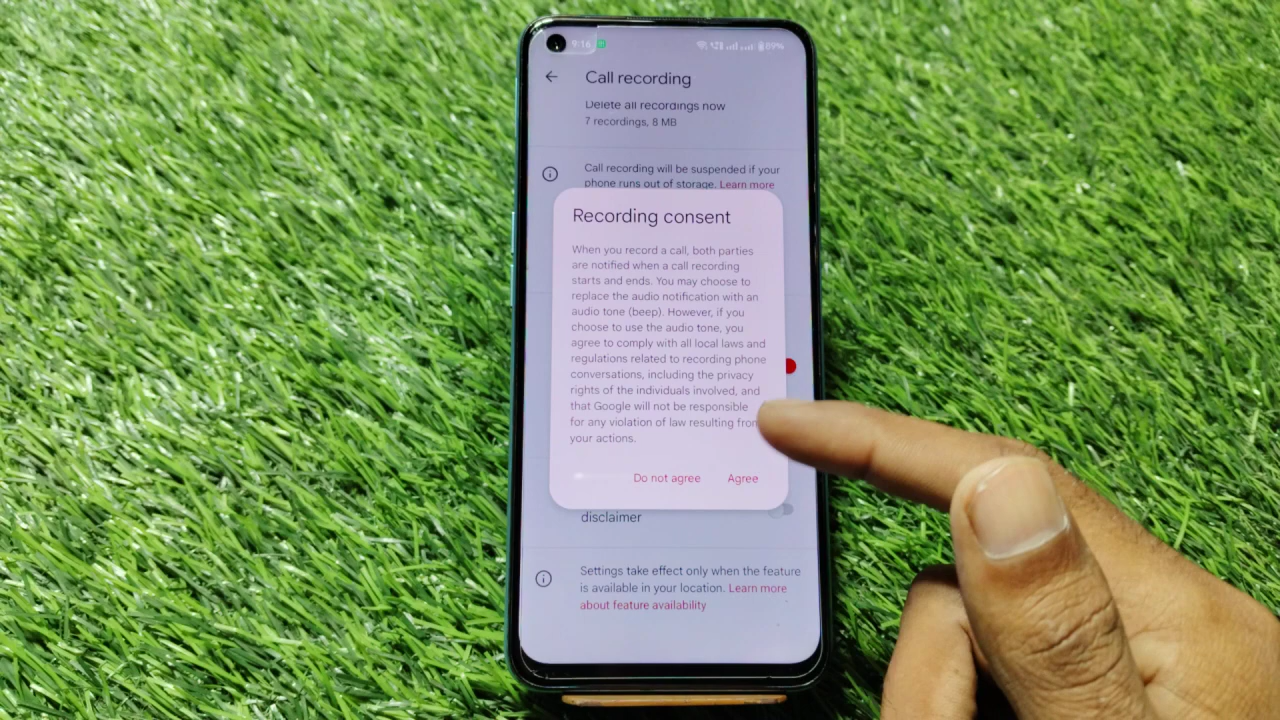 9:16
89%
Call recording
Delete all recordings now
7 recordings, 8 MB
Call recording will be suspended if your
phone runs out of storage. Learn more
Recording consent
When you record a call, both parties
are notified when a call recording
starts and ends. You may choose to
replace the audio notification with an
audio tone (beep). However, if you
choose to use the audio tone, you
agree to comply with all local laws and
regulations related to recording phone
conversations, including the privacy
rights of the individuals involved, and
that Google will not be responsible
for any violation of law resulting from
your actions.
Do not agree
Agree
disclaimer
Settings take effect only when the feature
is available in your location. Learn more
about feature availability